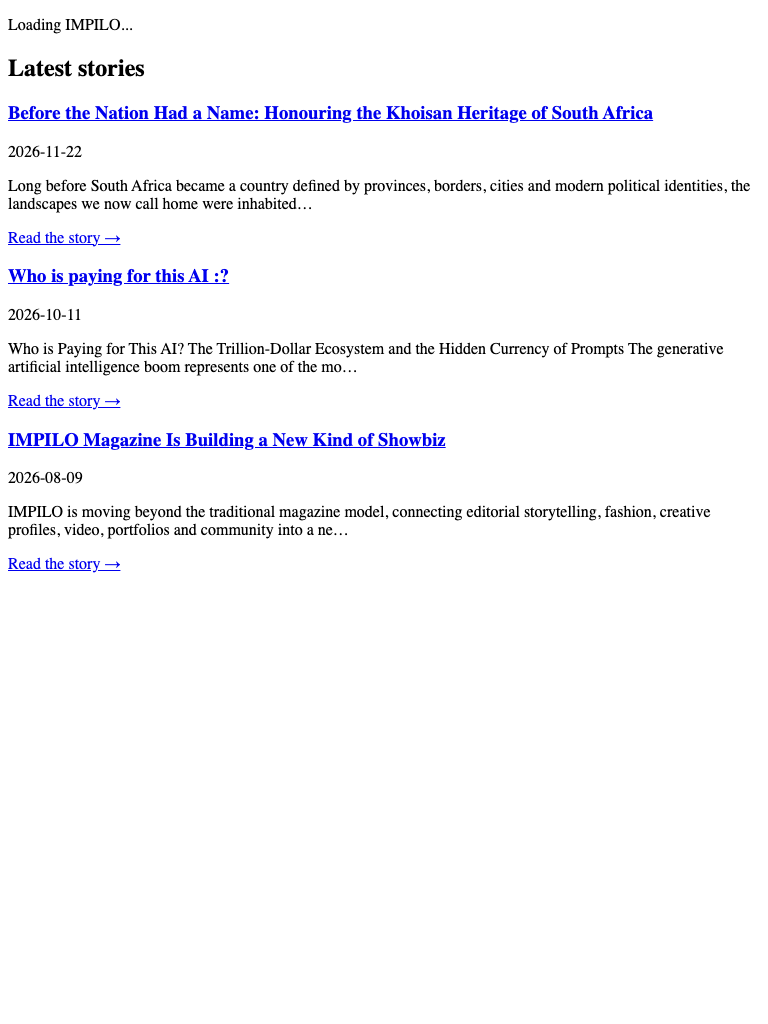 Loading IMPILO...
Latest stories
Before the Nation Had a Name: Honouring the Khoisan Heritage of South Africa
2026-11-22
Long before South Africa became a country defined by provinces, borders, cities and modern political identities, the
landscapes we now call home were inhabited…
Read the story →
Who is paying for this AI :?
2026-10-11
Who is Paying for This AI? The Trillion-Dollar Ecosystem and the Hidden Currency of Prompts The generative
artificial intelligence boom represents one of the mo…
Read the story →
IMPILO Magazine Is Building a New Kind of Showbiz
2026-08-09
IMPILO is moving beyond the traditional magazine model, connecting editorial storytelling, fashion, creative
profiles, video, portfolios and community into a ne…
Read the story →